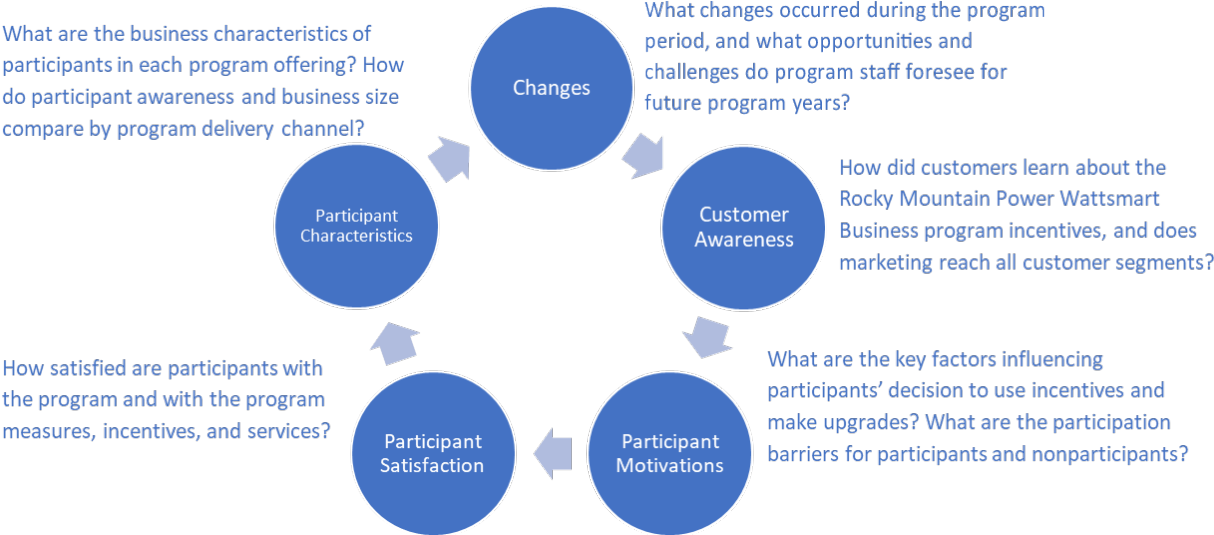 What changes occurred during the program
period, and what opportunities and
challenges do program staff foresee for
future program years?
Changes
What are the business characteristics of
participants in each program offering? How
do participant awareness and business size
compare by program delivery channel?
How did customers learn about the
Rocky Mountain Power Wattsmart
Business program incentives, and does
marketing reach all customer segments?
Customer
Awareness
Participant
Characteristics
What are the key factors influencing
participants’ decision to use incentives and
make upgrades? What are the participation
barriers for participants and nonparticipants?
Participant
Motivations
How satisfied are participants with
the program and with the program
measures, incentives, and services?
Participant
Satisfaction